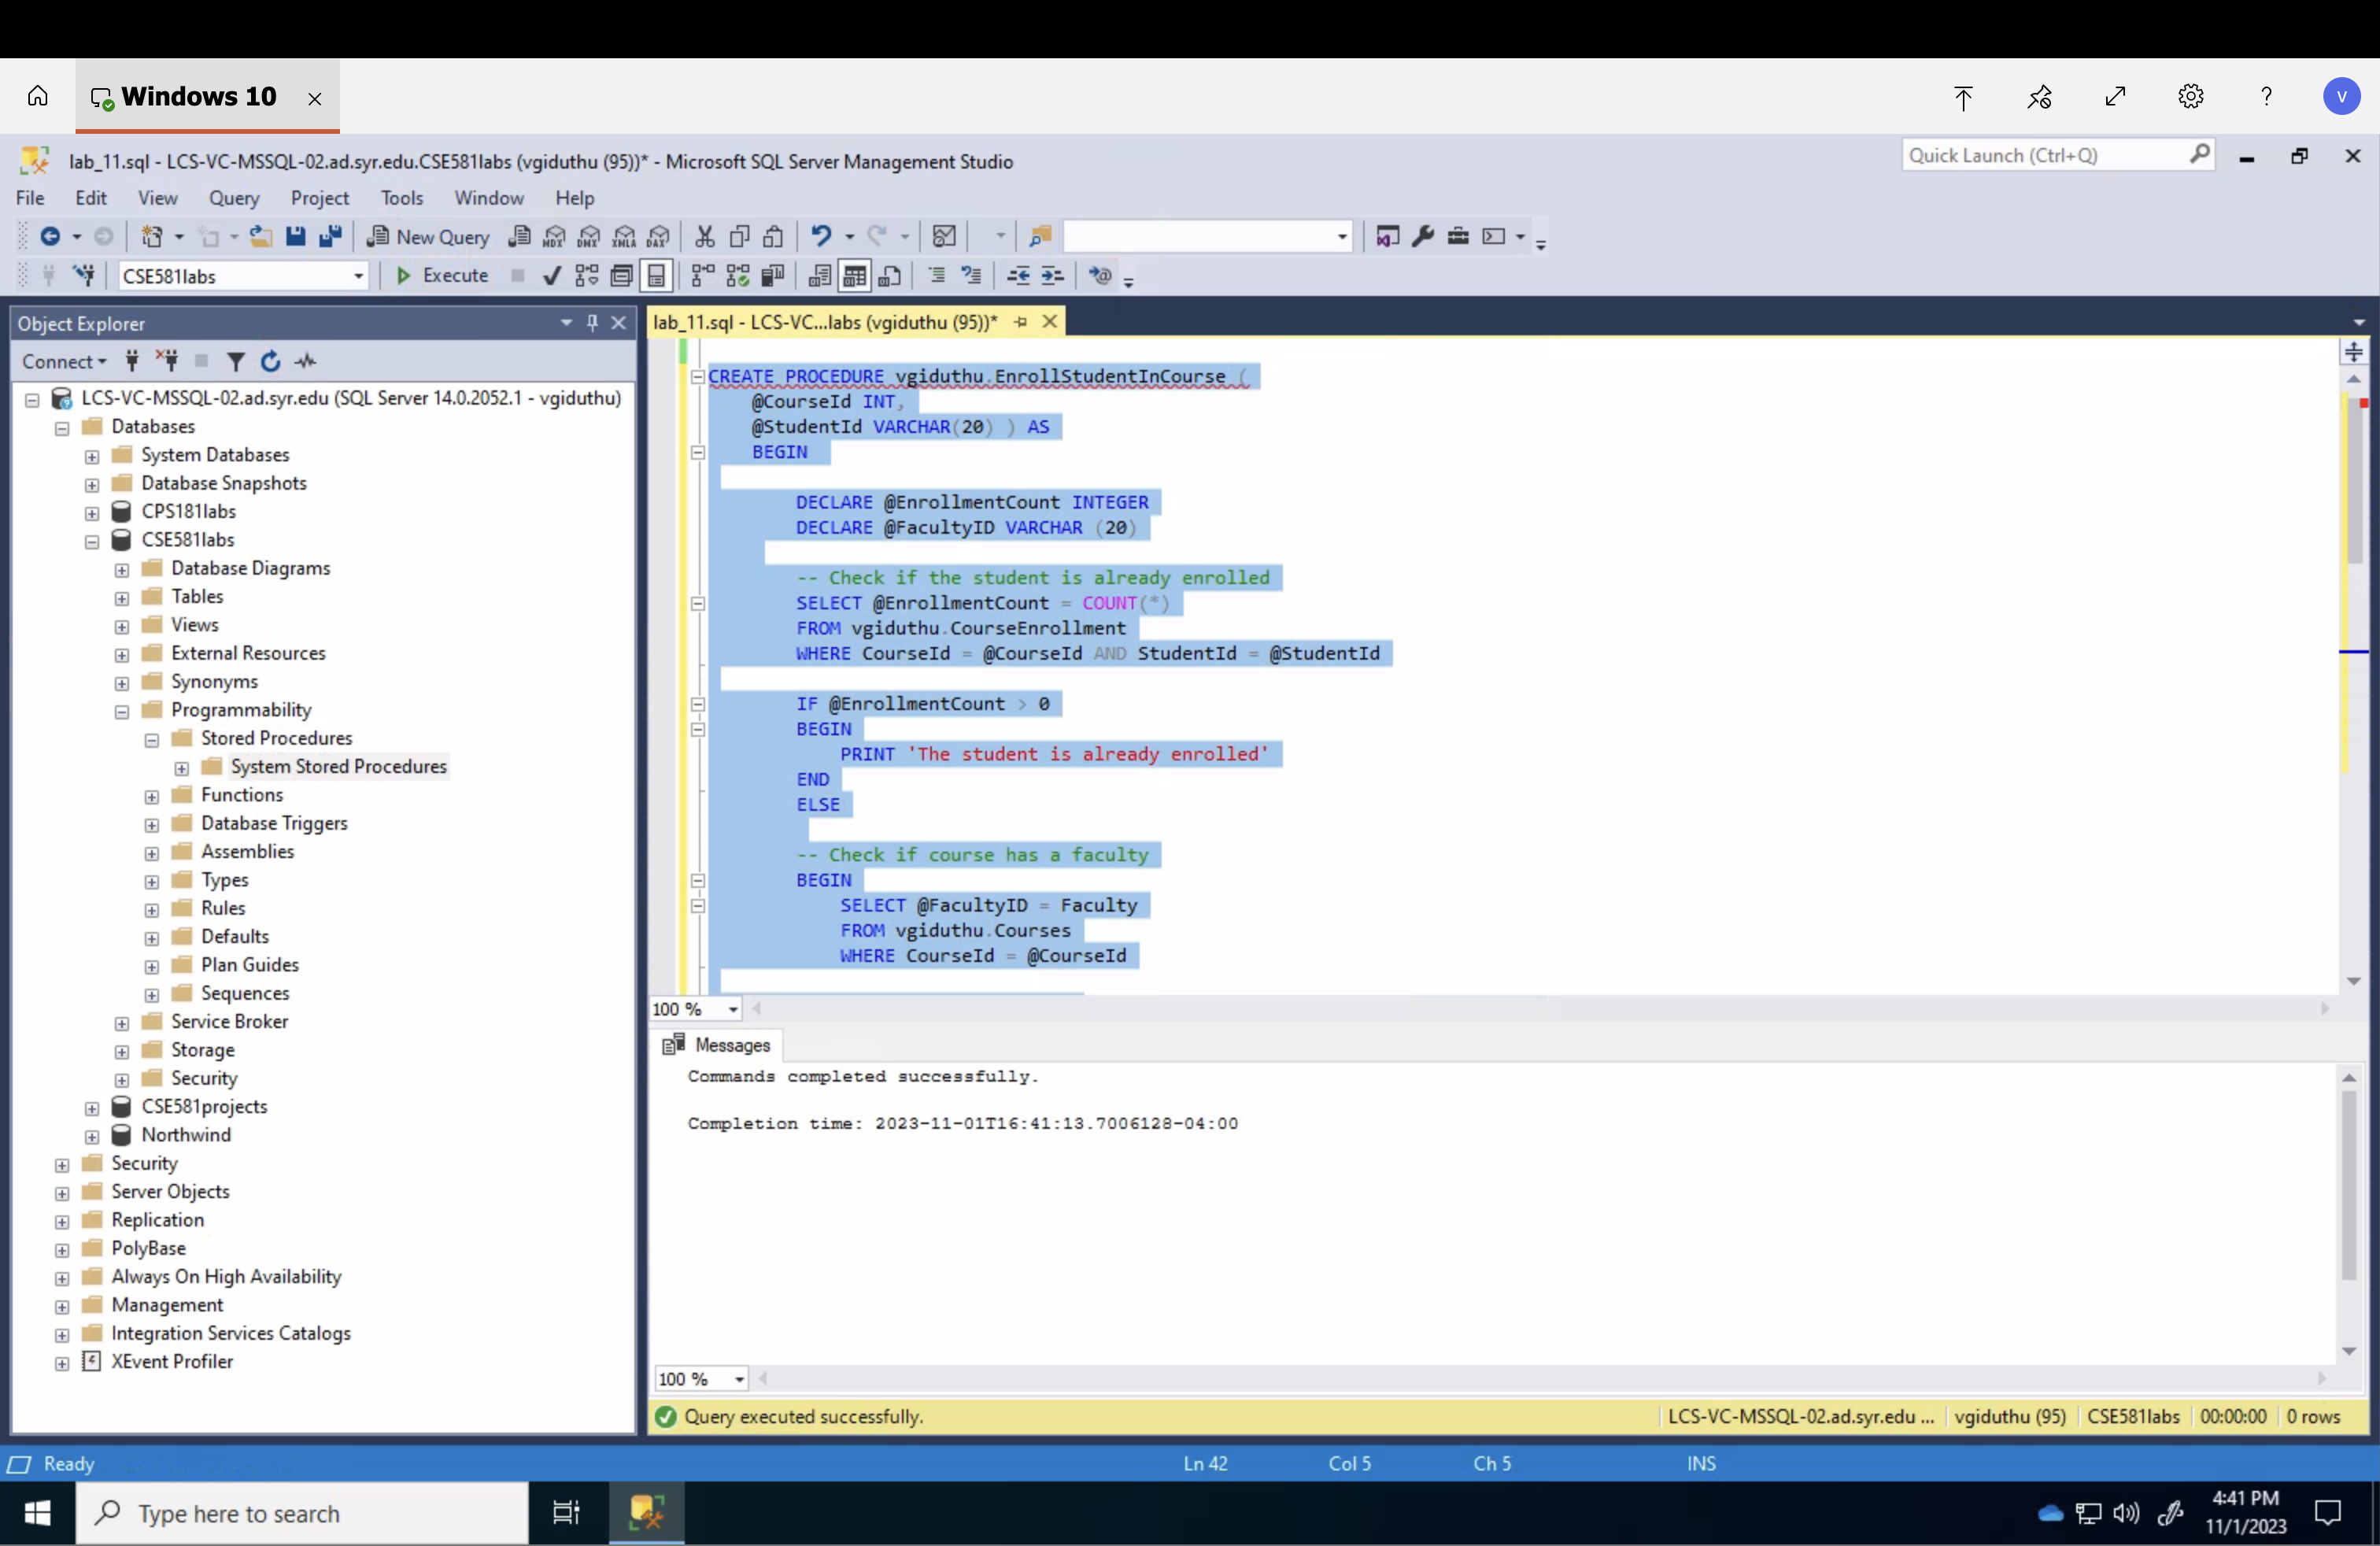 Windows 10
V
lab_11.sql - LCS-VC-MSSQL-02.ad.syr.edu.CSE581labs (vgiduthu (95))* - Microsoft SQL Server Management Studio
Quick Launch (Ctrl+Q)
File Edit View Query Project Tools Window Help
New Query
MDX DMX XMLA DAX
CSE581labs
Execute
Object Explorer
Connect
LCS-VC-MSSQL-02.ad.syr.edu (SQL Server 14.0.2052.1 - vgiduthu)
Databases
System Databases
Database Snapshots
CPS181labs
CSE581labs
Database Diagrams
Tables
Views
External Resources
Synonyms
Programmability
Stored Procedures
System Stored Procedures
Functions
Database Triggers
Assemblies
Types
Rules
Defaults
Plan Guides
Sequences
Service Broker
Storage
Security
CSE581projects
Northwind
Security
Server Objects
Replication
PolyBase
Always On High Availability
Management
Integration Services Catalogs
XEvent Profiler
lab_11.sql - LCS-VC...labs (vgiduthu (95))*
CREATE PROCEDURE vgiduthu.EnrollStudentInCourse (
@CourseId INT,
@StudentId VARCHAR(20) ) AS
BEGIN
DECLARE @EnrollmentCount INTEGER
DECLARE @FacultyID VARCHAR (20)
-- Check if the student is already enrolled
SELECT @EnrollmentCount = COUNT(*)
FROM vgiduthu.CourseEnrollment
WHERE CourseId = @CourseId AND StudentId = @StudentId
IF @EnrollmentCount > 0
BEGIN
PRINT 'The student is already enrolled'
END
ELSE
-- Check if course has a faculty
BEGIN
SELECT @FacultyID = Faculty
FROM vgiduthu.Courses
WHERE CourseId = @CourseId
100 %
Messages
Commands completed successfully.
Completion time: 2023-11-01T16:41:13.7006128-04:00
100 %
Query executed successfully.
LCS-VC-MSSQL-02.ad.syr.edu ... vgiduthu (95) CSE581labs 00:00:00 0 rows
Ready
Ln 42 Col 5 Ch 5 INS
Type here to search
4:41 PM
11/1/2023